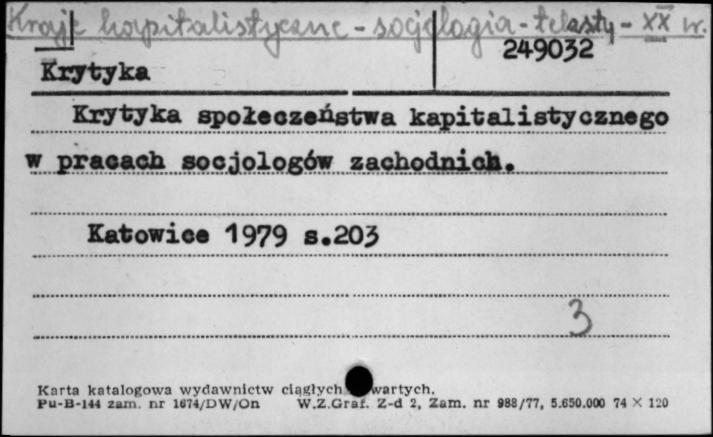 Kraje kapitalistyczne - socjologia - teksty - XX w.
249032
Krytyka
Krytyka społeczeństwa kapitalistycznego
w pracach socjologów zachodnich.
Katowice 1979 s.203
3
Karta katalogowa wydawnictw ciągłych wartych.
Pu-B-144 zam. nr 1674/DW/On W.Z.Graf. Z-d 2, Zam. nr 988/77, 5.650.000 74 X 120